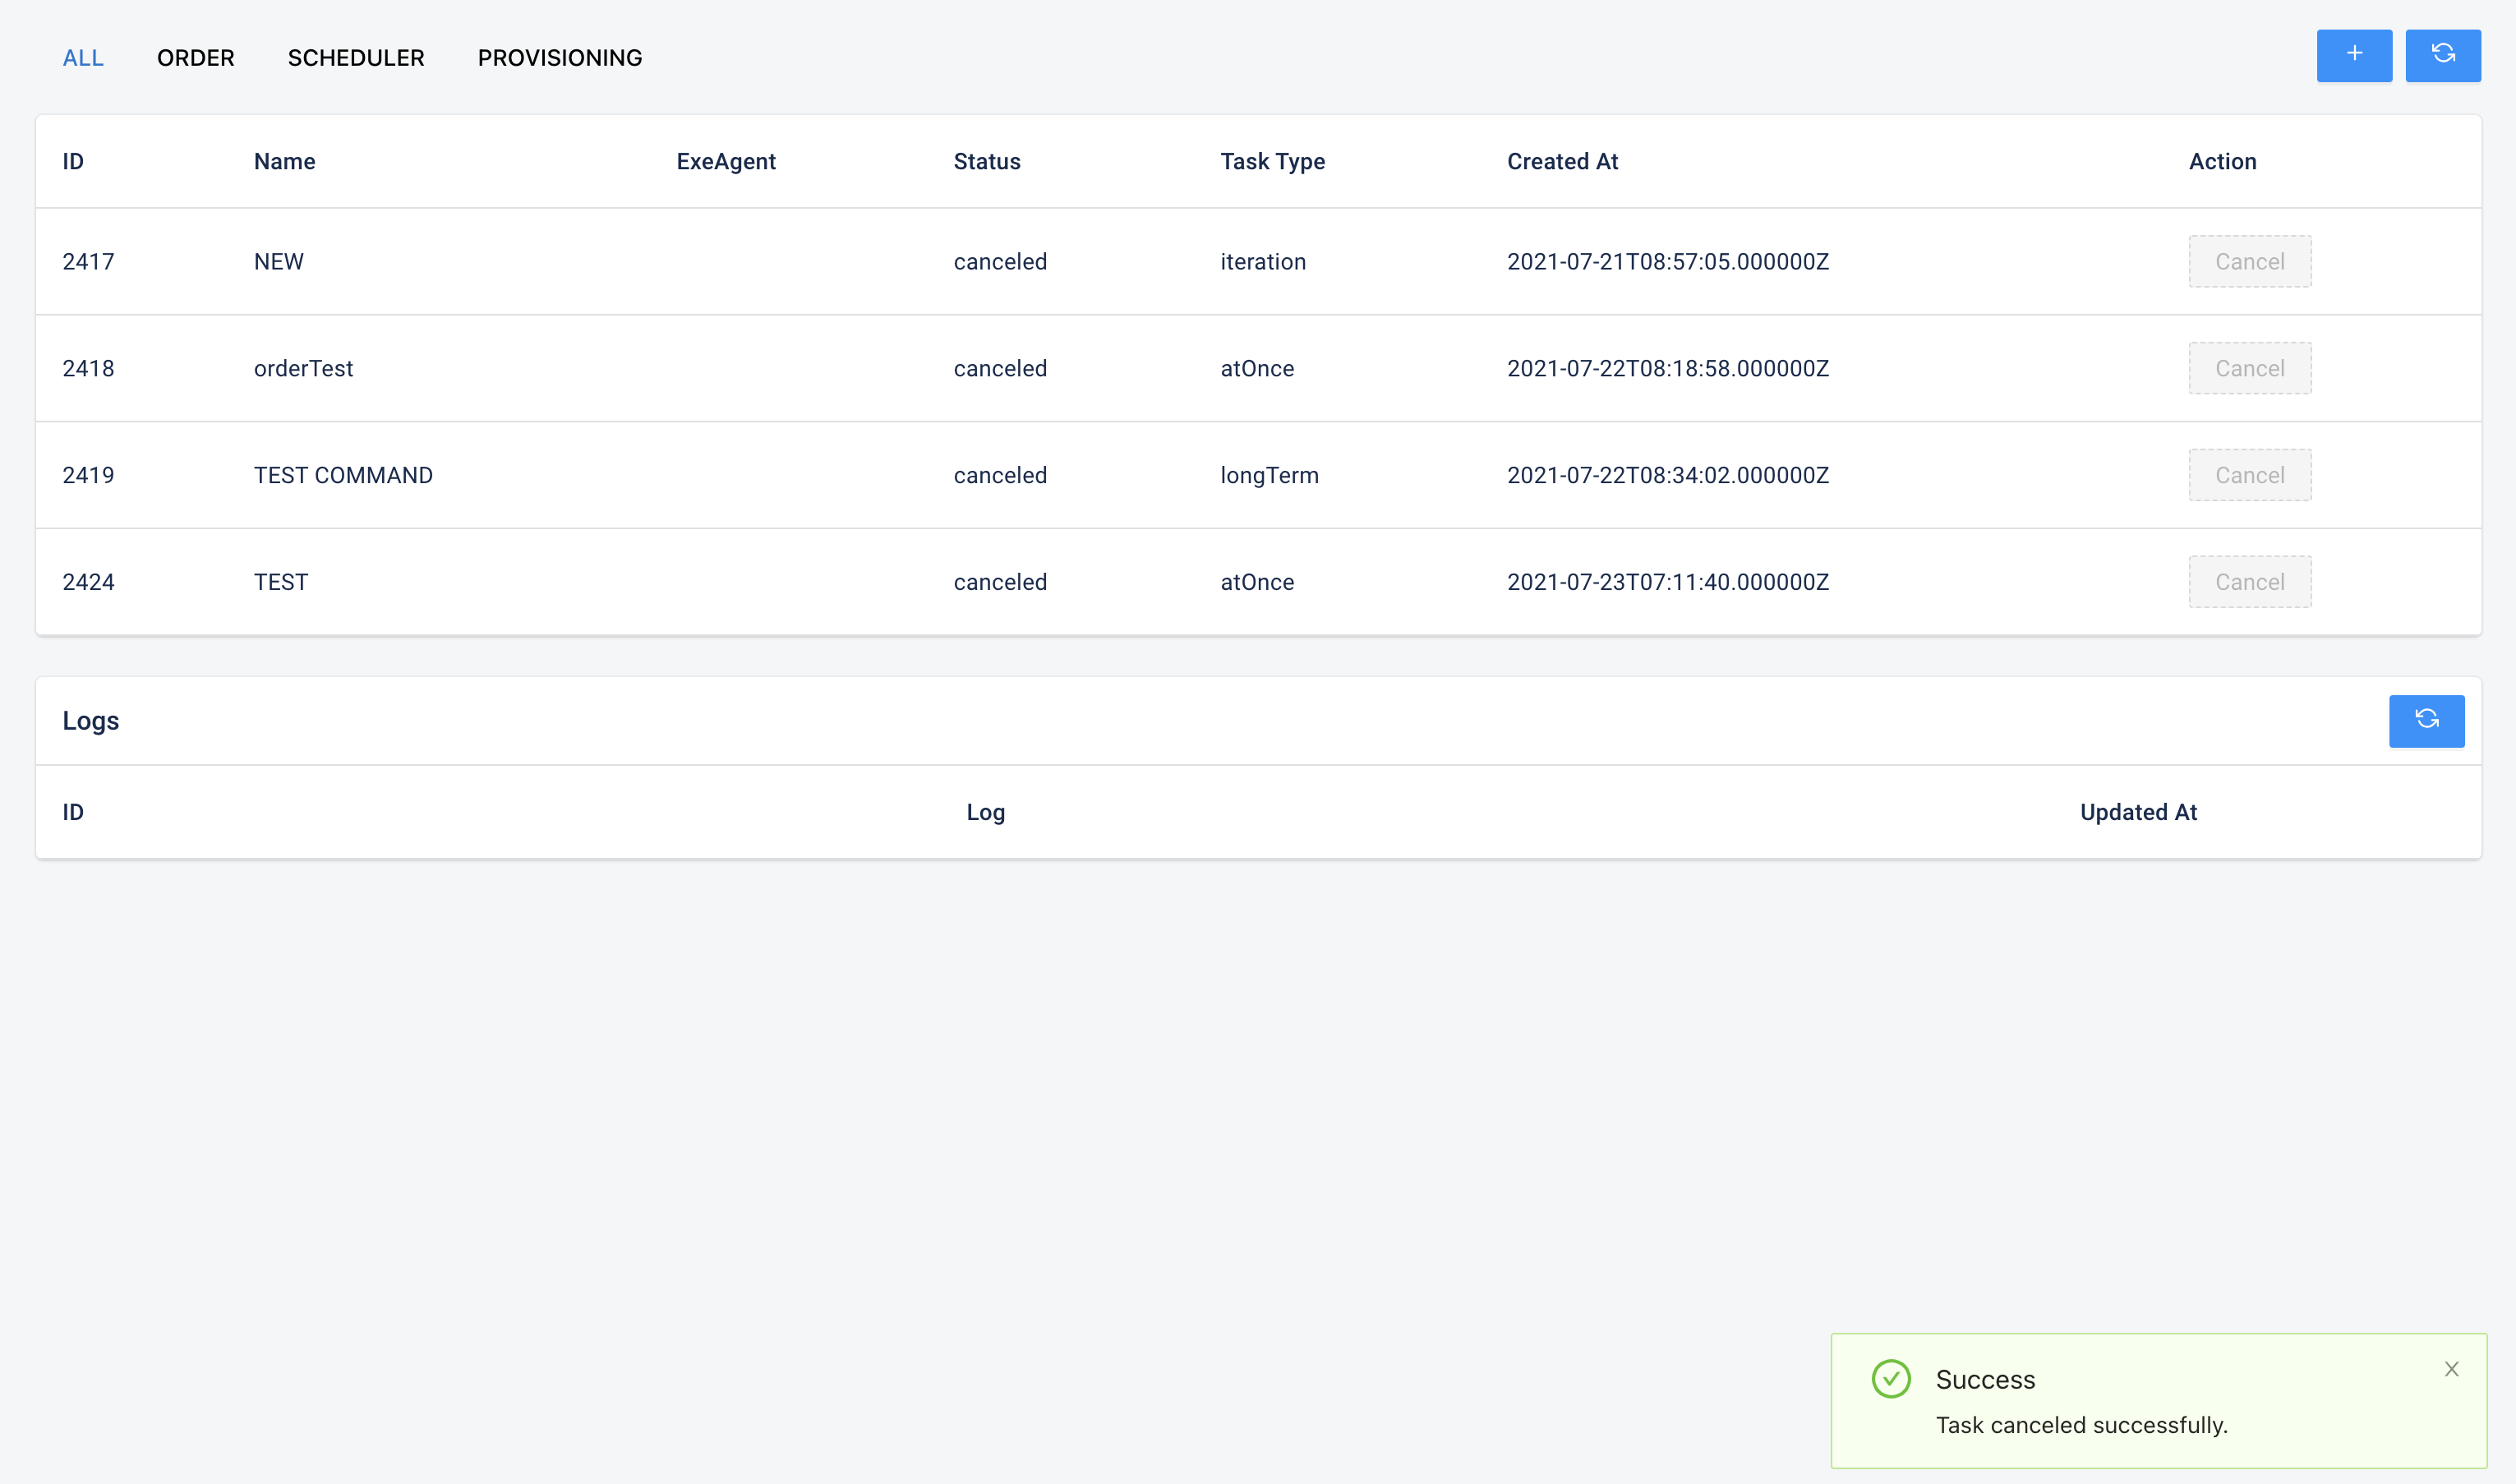 ALL ORDER SCHEDULER PROVISIONING
ID Name ExeAgent Status Task Type Created At Action
2417 NEW canceled iteration 2021-07-21T08:57:05.000000Z Cancel
2418 orderTest canceled atOnce 2021-07-22T08:18:58.000000Z Cancel
2419 TEST COMMAND canceled longTerm 2021-07-22T08:34:02.000000Z Cancel
2424 TEST canceled atOnce 2021-07-23T07:11:40.000000Z Cancel
Logs
ID Log Updated At
Success
Task canceled successfully.